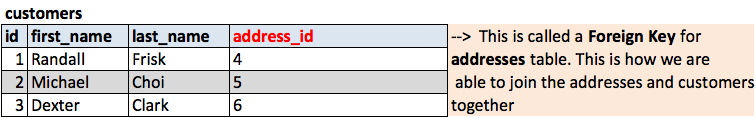 customers
id first_name last_name address_id --> This is called a Foreign Key for
1 Randall Frisk 4 addresses table. This is how we are
2 Michael Choi 5 able to join the addresses and customers
3 Dexter Clark 6 together